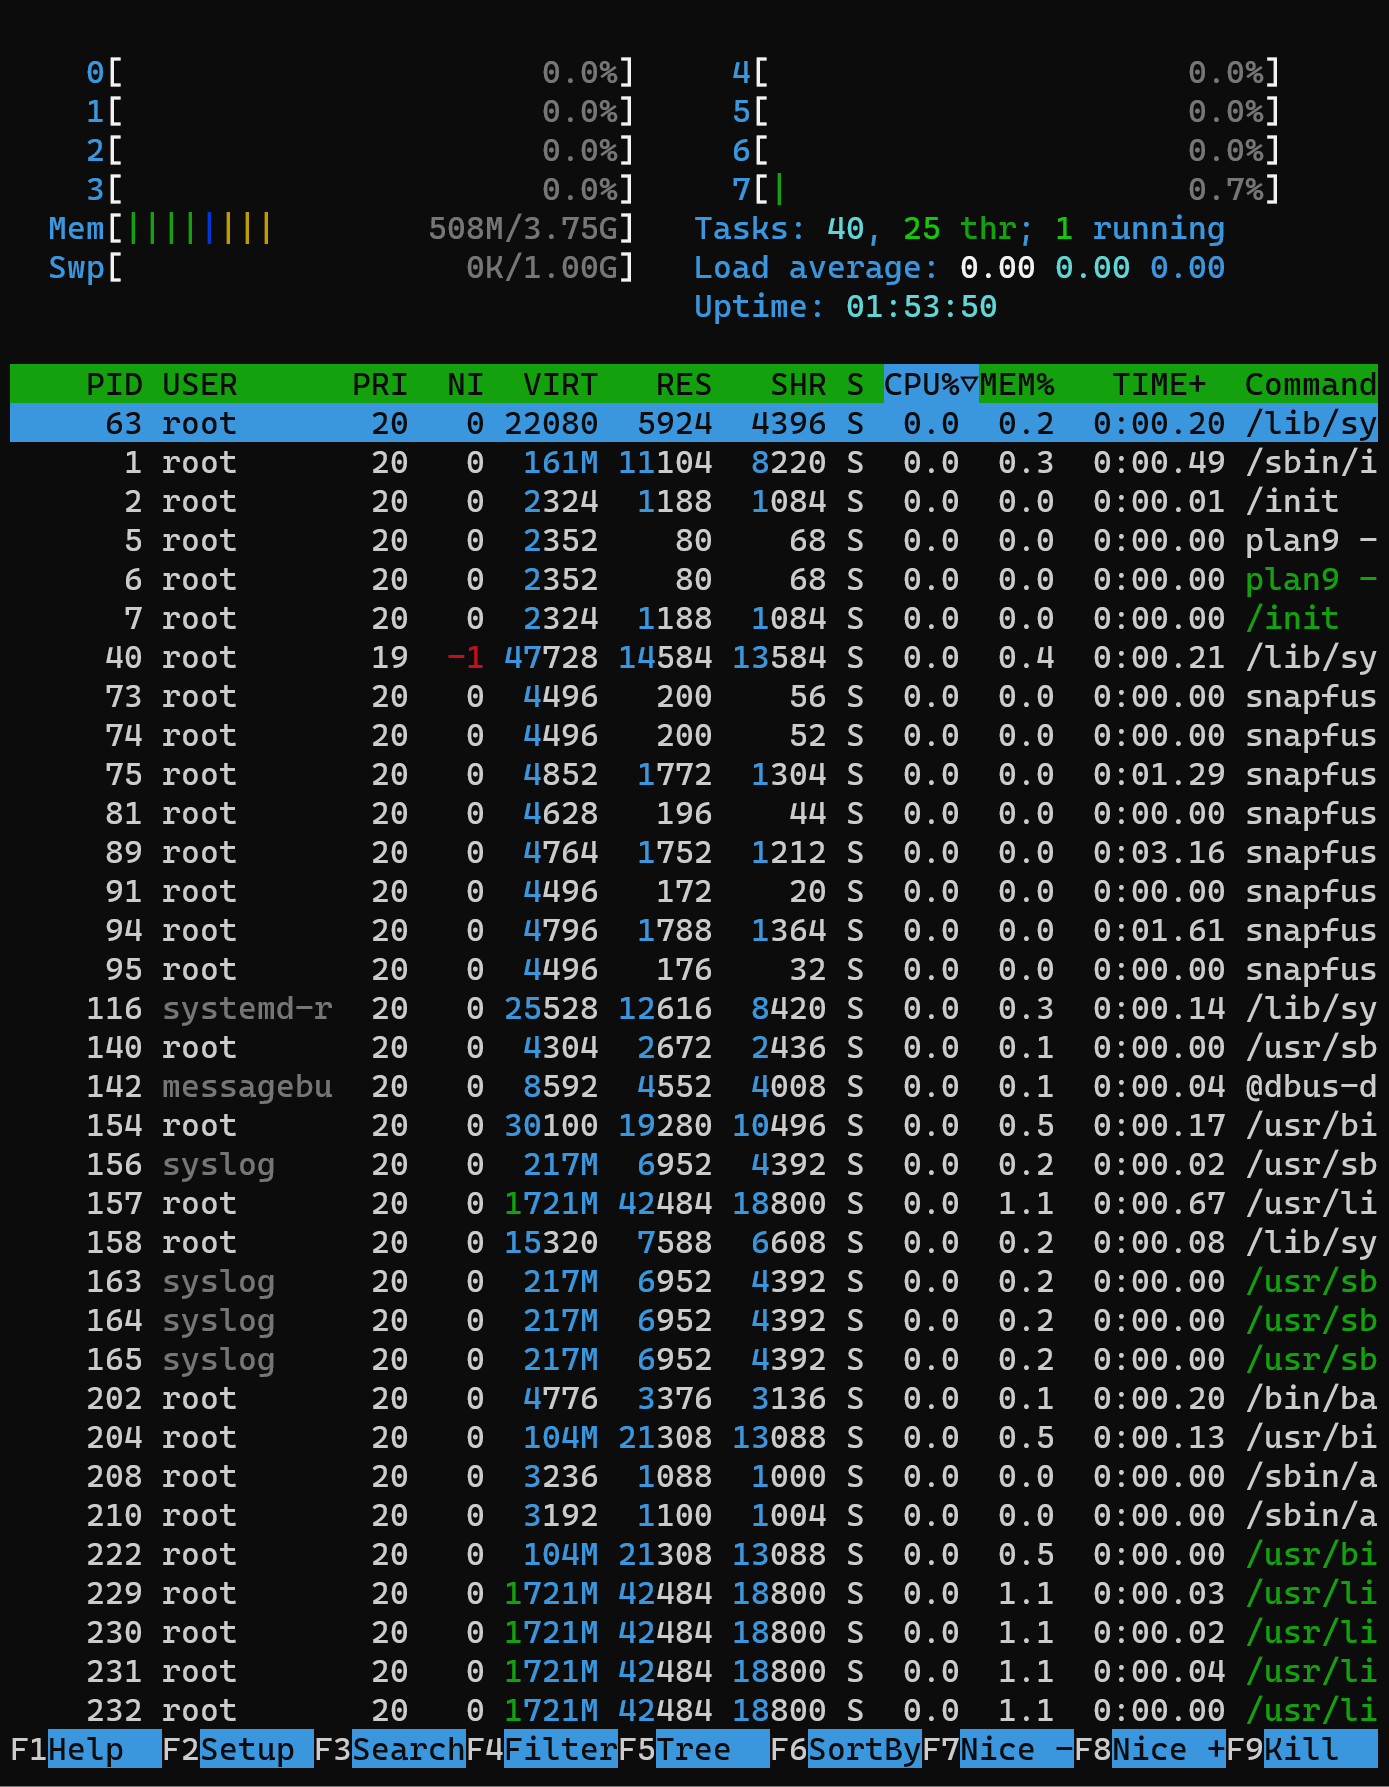 0[ 0.0%] 4[ 0.0%]
1[ 0.0%] 5[ 0.0%]
2[ 0.0%] 6[ 0.0%]
3[ 0.0%] 7[| 0.7%]
Mem[|||||||| 508M/3.75G] Tasks: 40, 25 thr; 1 running
Swp[ 0K/1.00G] Load average: 0.00 0.00 0.00
Uptime: 01:53:50
PID USER PRI NI VIRT RES SHR S CPU%▽MEM% TIME+ Command
63 root 20 0 22080 5924 4396 S 0.0 0.2 0:00.20 /lib/sy
1 root 20 0 161M 11104 8220 S 0.0 0.3 0:00.49 /sbin/i
2 root 20 0 2324 1188 1084 S 0.0 0.0 0:00.01 /init
5 root 20 0 2352 80 68 S 0.0 0.0 0:00.00 plan9 -
6 root 20 0 2352 80 68 S 0.0 0.0 0:00.00 plan9 -
7 root 20 0 2324 1188 1084 S 0.0 0.0 0:00.00 /init
40 root 19 -1 47728 14584 13584 S 0.0 0.4 0:00.21 /lib/sy
73 root 20 0 4496 200 56 S 0.0 0.0 0:00.00 snapfus
74 root 20 0 4496 200 52 S 0.0 0.0 0:00.00 snapfus
75 root 20 0 4852 1772 1304 S 0.0 0.0 0:01.29 snapfus
81 root 20 0 4628 196 44 S 0.0 0.0 0:00.00 snapfus
89 root 20 0 4764 1752 1212 S 0.0 0.0 0:03.16 snapfus
91 root 20 0 4496 172 20 S 0.0 0.0 0:00.00 snapfus
94 root 20 0 4796 1788 1364 S 0.0 0.0 0:01.61 snapfus
95 root 20 0 4496 176 32 S 0.0 0.0 0:00.00 snapfus
116 systemd-r 20 0 25528 12616 8420 S 0.0 0.3 0:00.14 /lib/sy
140 root 20 0 4304 2672 2436 S 0.0 0.1 0:00.00 /usr/sb
142 messagebu 20 0 8592 4552 4008 S 0.0 0.1 0:00.04 @dbus-d
154 root 20 0 30100 19280 10496 S 0.0 0.5 0:00.17 /usr/bi
156 syslog 20 0 217M 6952 4392 S 0.0 0.2 0:00.02 /usr/sb
157 root 20 0 1721M 42484 18800 S 0.0 1.1 0:00.67 /usr/li
158 root 20 0 15320 7588 6608 S 0.0 0.2 0:00.08 /lib/sy
163 syslog 20 0 217M 6952 4392 S 0.0 0.2 0:00.00 /usr/sb
164 syslog 20 0 217M 6952 4392 S 0.0 0.2 0:00.00 /usr/sb
165 syslog 20 0 217M 6952 4392 S 0.0 0.2 0:00.00 /usr/sb
202 root 20 0 4776 3376 3136 S 0.0 0.1 0:00.20 /bin/ba
204 root 20 0 104M 21308 13088 S 0.0 0.5 0:00.13 /usr/bi
208 root 20 0 3236 1088 1000 S 0.0 0.0 0:00.00 /sbin/a
210 root 20 0 3192 1100 1004 S 0.0 0.0 0:00.00 /sbin/a
222 root 20 0 104M 21308 13088 S 0.0 0.5 0:00.00 /usr/bi
229 root 20 0 1721M 42484 18800 S 0.0 1.1 0:00.03 /usr/li
230 root 20 0 1721M 42484 18800 S 0.0 1.1 0:00.02 /usr/li
231 root 20 0 1721M 42484 18800 S 0.0 1.1 0:00.04 /usr/li
232 root 20 0 1721M 42484 18800 S 0.0 1.1 0:00.00 /usr/li
F1Help F2Setup F3SearchF4FilterF5Tree F6SortByF7Nice -F8Nice +F9Kill